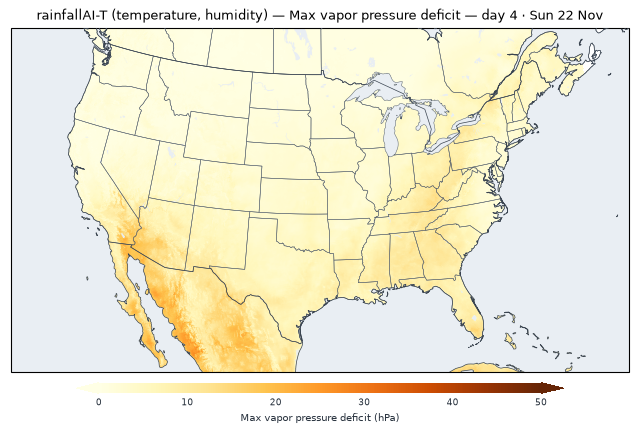 rainfallAI-T (temperature, humidity) — Max vapor pressure deficit — day 4 · Sun 22 Nov
0 10 20 30 40 50
Max vapor pressure deficit (hPa)